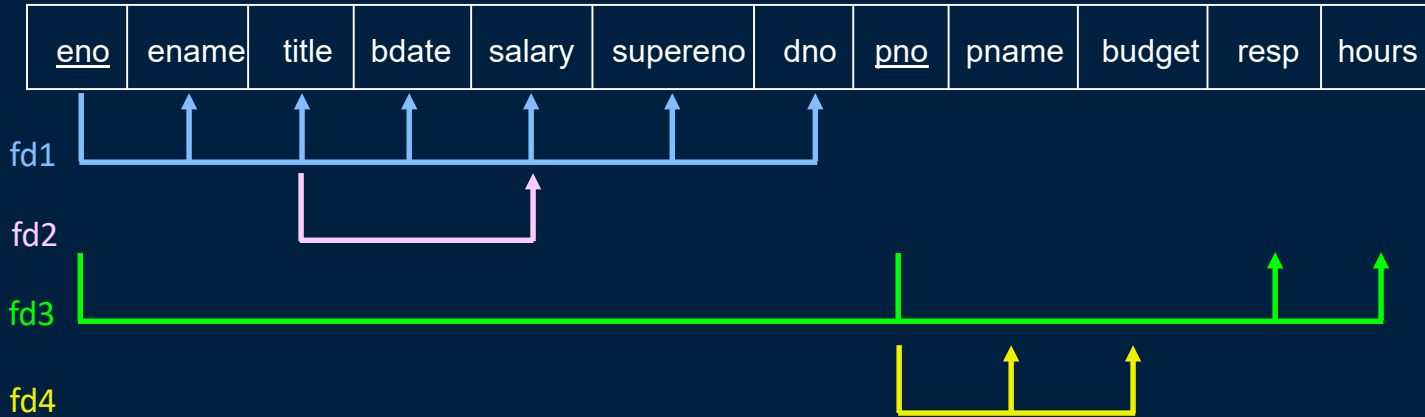 eno ename title bdate salary supereno dno pno pname budget resp hours
fd1
fd2
fd3
fd4